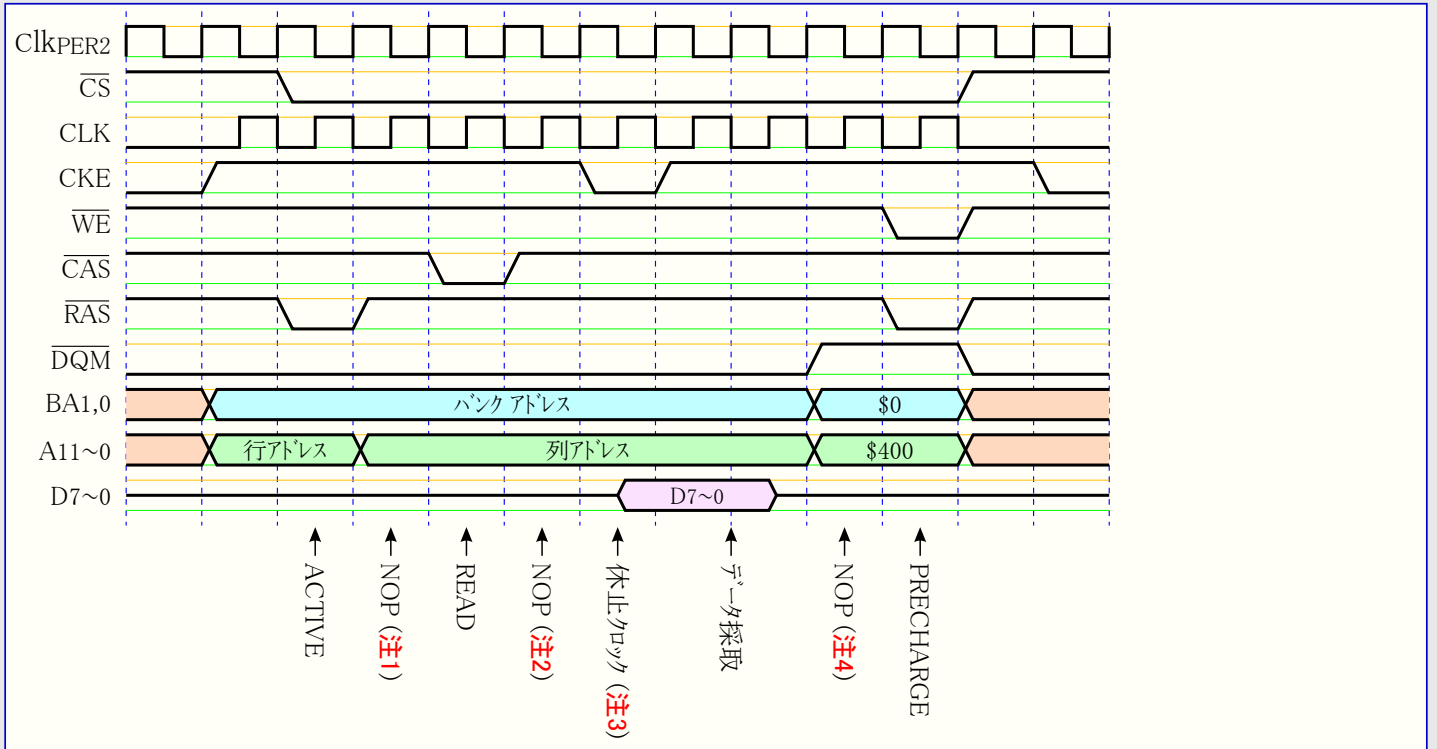 ClkPER2
CS
CLK
CKE
WE
CAS
RAS
DQM
BA1,0 バンク アドレス $0
A11~0 行アドレス 列アドレス $400
D7~0 D7~0
ACTIVE
NOP (注1)
READ
NOP (注2)
休止クロック (注3)
データ採取
NOP (注4)
PRECHARGE